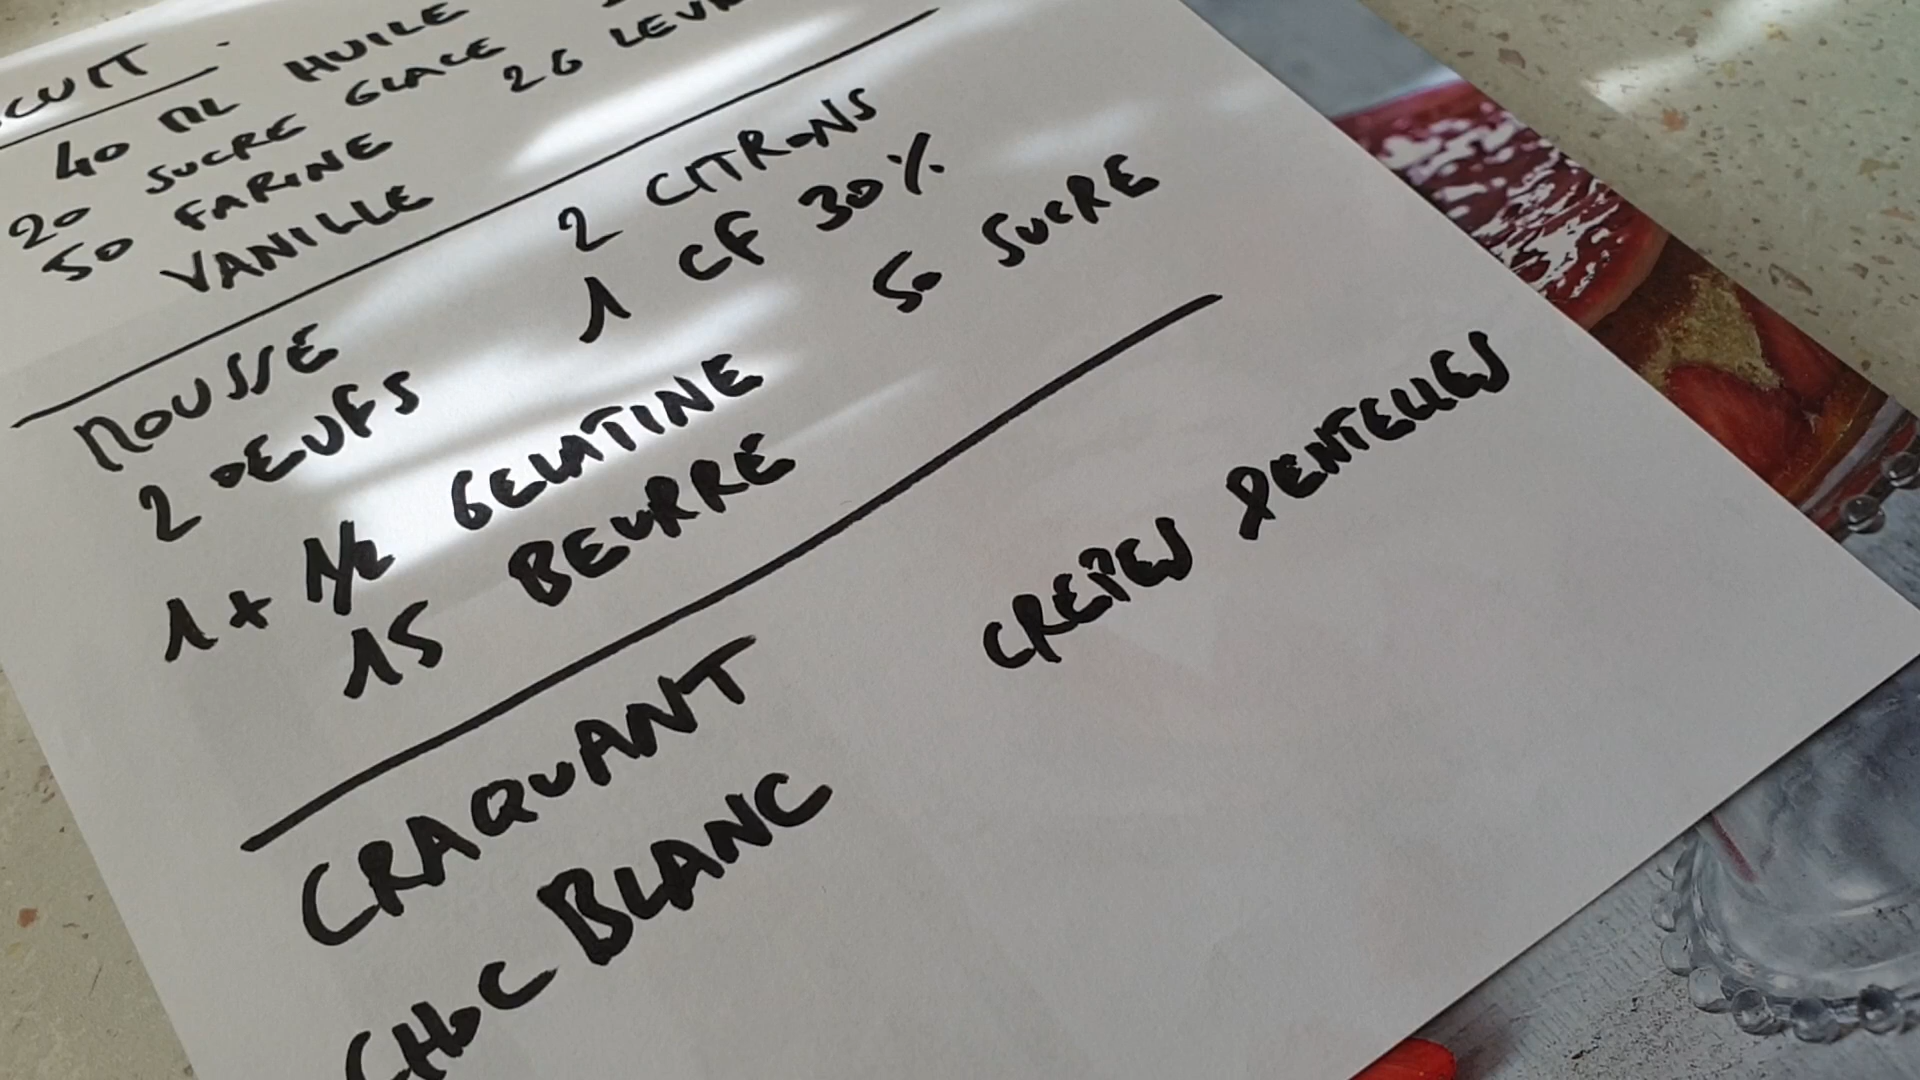 40 ML HUILE
20 SUCRE GLACE 2G
50 FARINE
VANILLE
MOUSSE 2 CITRONS
2 OEUFS 1 CF 30%
1 + 1/2 GELATINE 50 SUCRE
15 BEURRE
CRAQUANT CREPES DENTELLES
CHOC BLANC